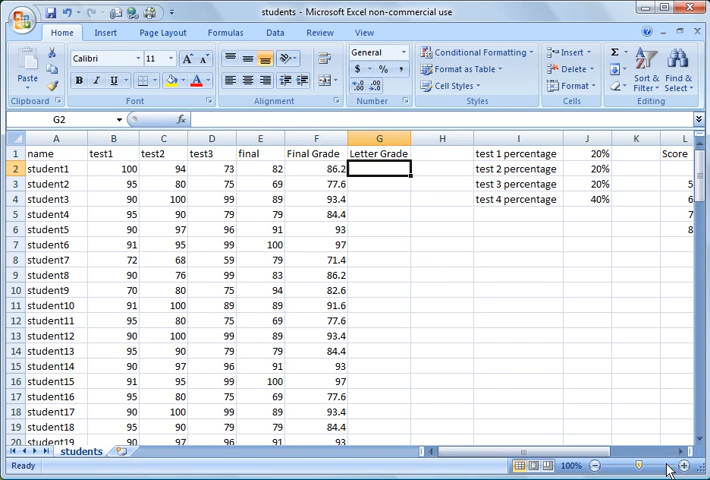 students - Microsoft Excel non-commercial use
Home Insert Page Layout Formulas Data Review View
Calibri 11 General Conditional Formatting Insert Σ
Paste Format as Table Delete Sort & Filter Find & Select
B I U A $ % , Cell Styles Format
Clipboard Font Alignment Number Styles Cells Editing
G2 fx
A B C D E F G H I J K L
1 name test1 test2 test3 final Final Grade Letter Grade test 1 percentage 20% Score
2 student1 100 94 73 82 86.2 test 2 percentage 20%
3 student2 95 80 75 69 77.6 test 3 percentage 20% 5
4 student3 90 100 99 89 93.4 test 4 percentage 40% 6
5 student4 95 90 79 79 84.4 7
6 student5 90 97 96 91 93 8
7 student6 91 95 99 100 97
8 student7 72 68 59 79 71.4
9 student8 90 76 99 83 86.2
10 student9 70 80 75 94 82.6
11 student10 91 100 89 89 91.6
12 student11 95 80 75 69 77.6
13 student12 90 100 99 89 93.4
14 student13 95 90 79 79 84.4
15 student14 90 97 96 91 93
16 student15 91 95 99 100 97
17 student16 95 80 75 69 77.6
18 student17 90 100 99 89 93.4
19 student18 95 90 79 79 84.4
20 student19 90 97 96 91 93
students
Ready 100%